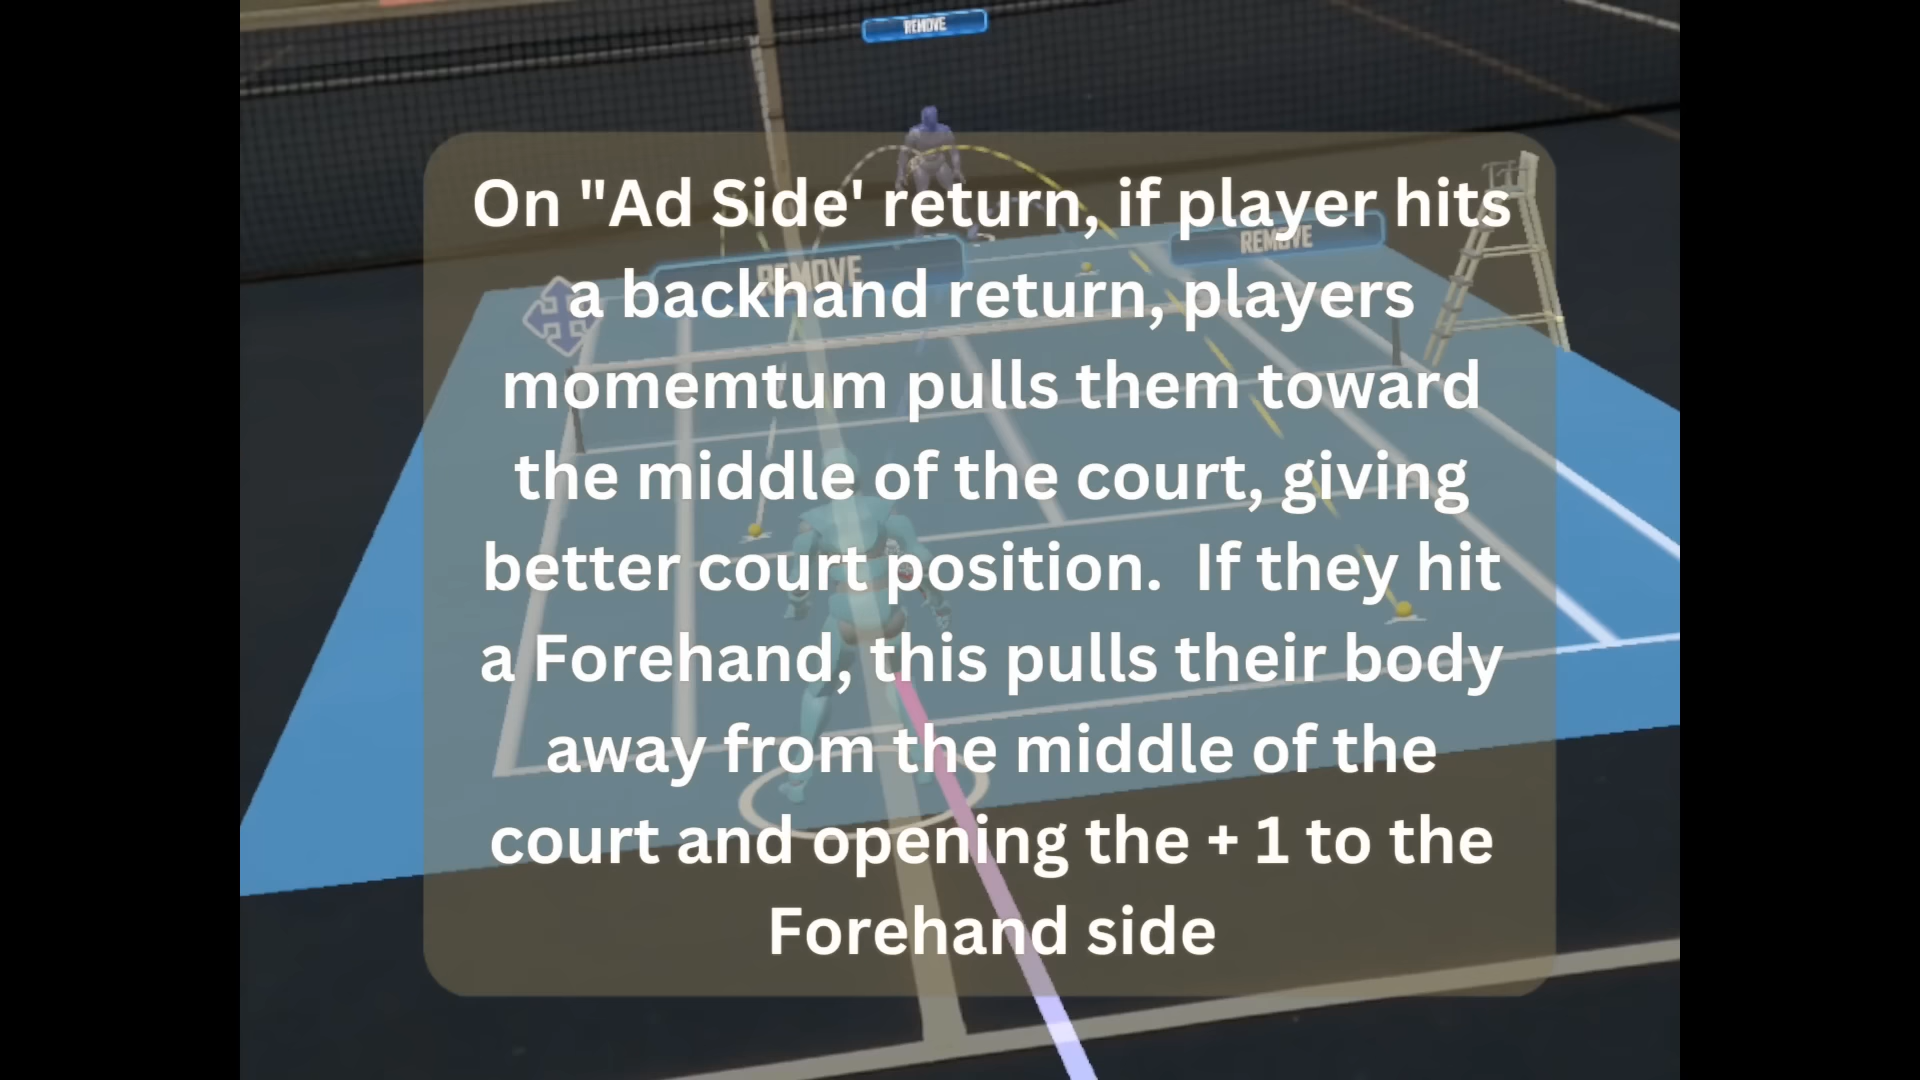 REMOVE
On "Ad Side' return, if player hits
REMOVE
REMOVE
a backhand return, players
momemtum pulls them toward
the middle of the court, giving
better court position. If they hit
a Forehand, this pulls their body
away from the middle of the
court and opening the + 1 to the
Forehand side